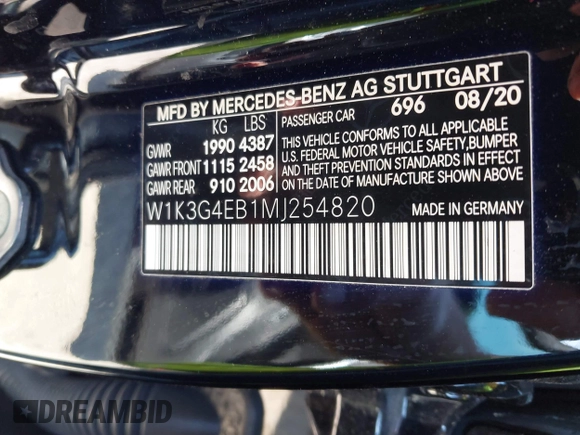 MFD BY MERCEDES-BENZ AG STUTTGART
KG LBS
GVWR 1990 4387
GAWR FRONT 1115 2458
GAWR REAR 910 2006
PASSENGER CAR 696 08/20
THIS VEHICLE CONFORMS TO ALL APPLICABLE
U.S. FEDERAL MOTOR VEHICLE SAFETY, BUMPER
AND THEFT PREVENTION STANDARDS IN EFFECT
ON THE DATE OF MANUFACTURE SHOWN ABOVE.
W1K3G4EB1MJ254820 MADE IN GERMANY
DREAMBID